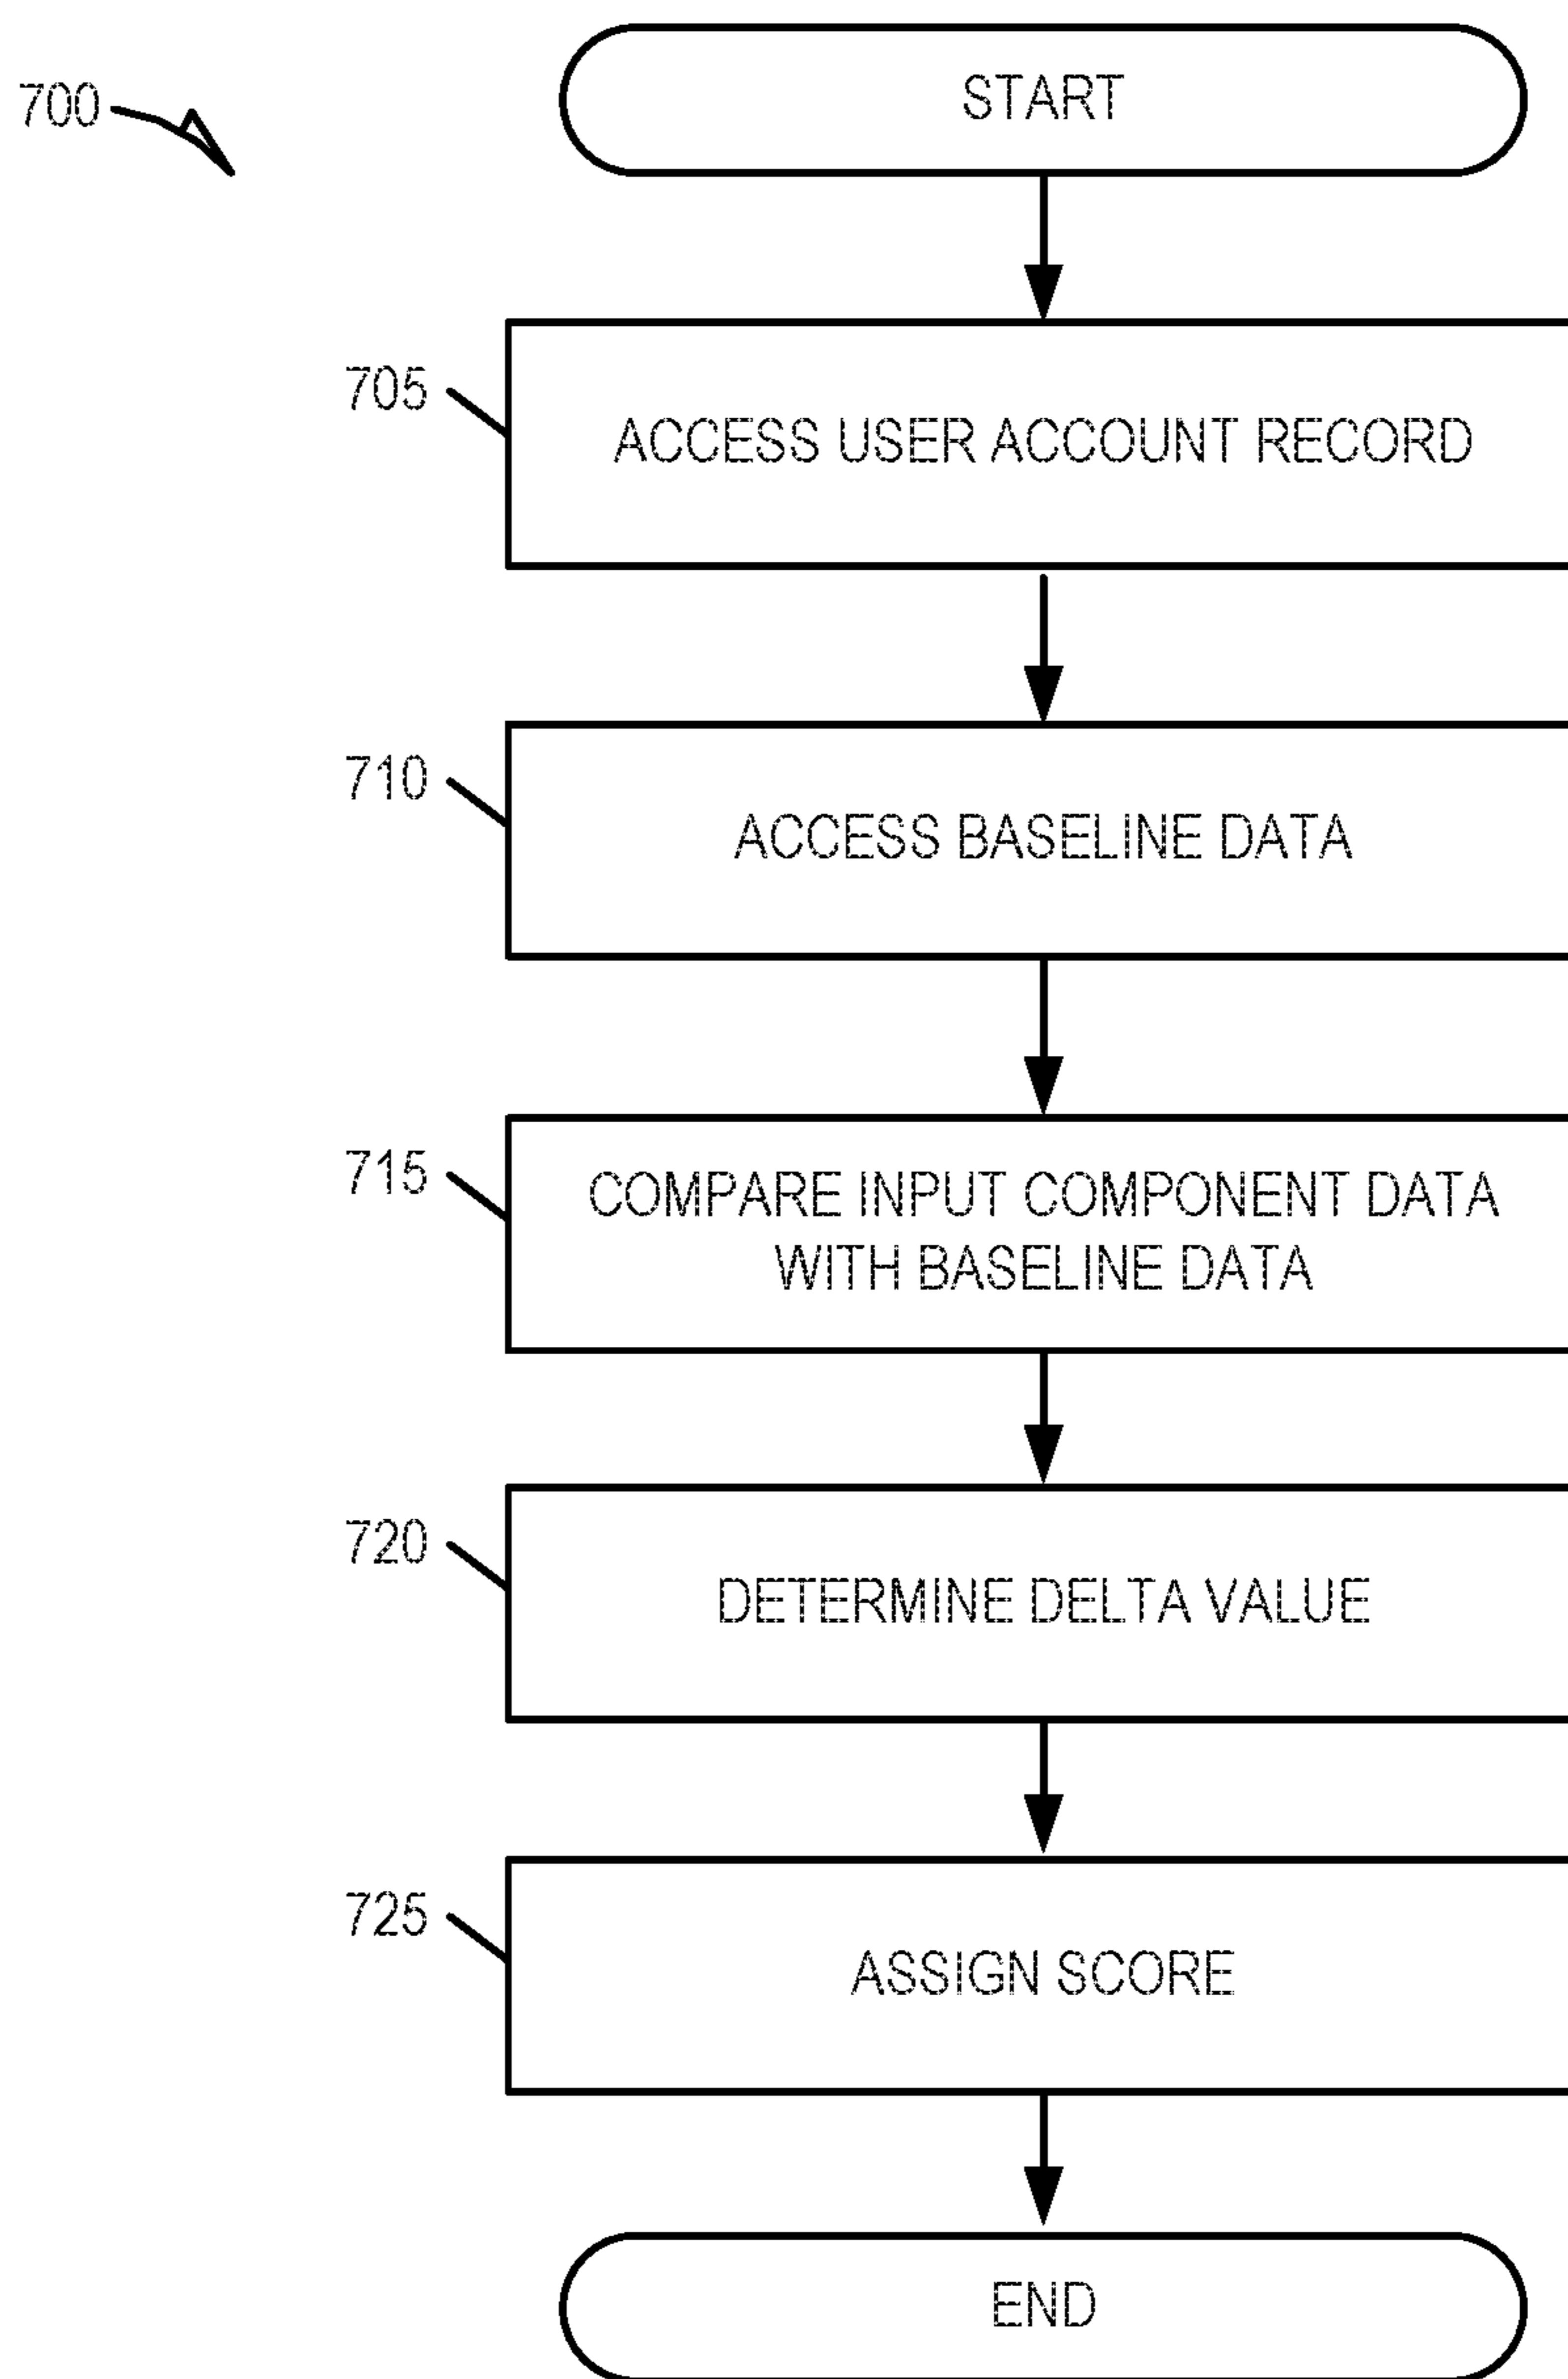 700
START
705
ACCESS USER ACCOUNT RECORD
710
ACCESS BASELINE DATA
715
COMPARE INPUT COMPONENT DATA
WITH BASELINE DATA
720
DETERMINE DELTA VALUE
725
ASSIGN SCORE
END